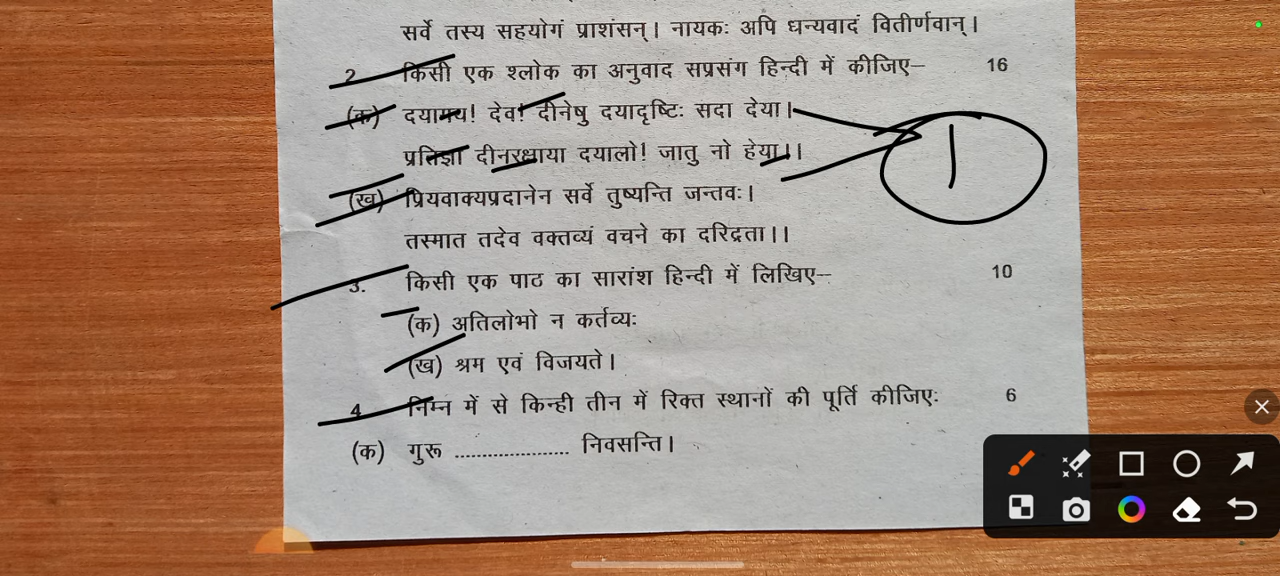 सर्वे तस्य सहयोगं प्राशंसन्। नायकः अपि धन्यवादं वितीर्णवान्।
2. किसी एक श्लोक का अनुवाद सप्रसंग हिन्दी में कीजिए– 16
(क) दयामय! देव! दीनेषु दयादृष्टिः सदा देया।
प्रतिज्ञा दीनरक्षाया दयालो! जातु नो हेया।।
(ख) प्रियवाक्यप्रदानेन सर्वे तुष्यन्ति जन्तवः।
तस्मात तदेव वक्तव्यं वचने का दरिद्रता।।
3. किसी एक पाठ का सारांश हिन्दी में लिखिए– 10
(क) अतिलोभो न कर्तव्यः
(ख) श्रम एवं विजयते।
4 निम्न में से किन्ही तीन में रिक्त स्थानों की पूर्ति कीजिए: 6
(क) गुरू .................... निवसन्ति।
1